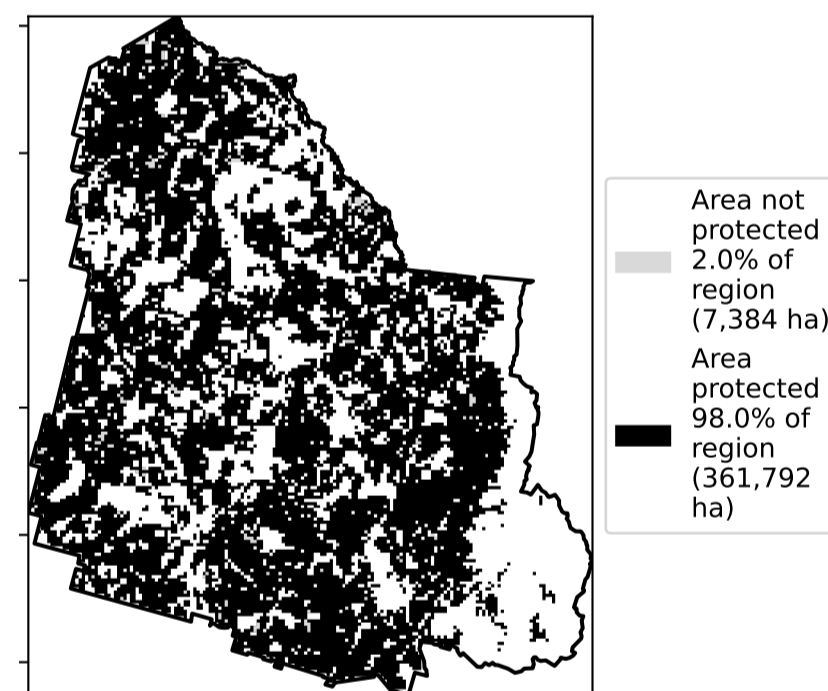 Area not
protected
2.0% of
region
(7,384 ha)
Area
protected
98.0% of
region
(361,792
ha)